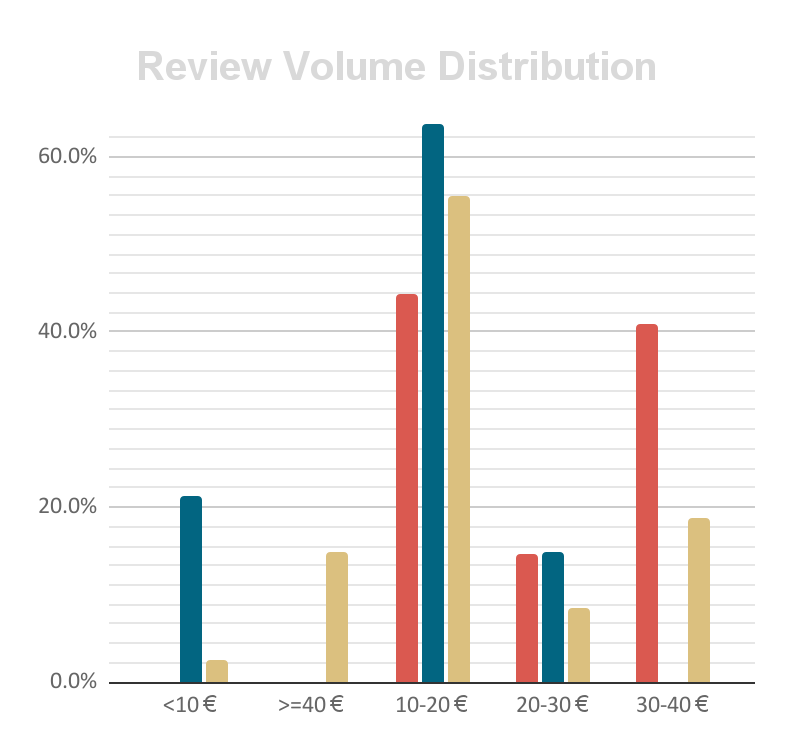 Review Volume Distribution
60.0%
40.0%
20.0%
0.0%
<10 € >=40 € 10-20 € 20-30 € 30-40 €